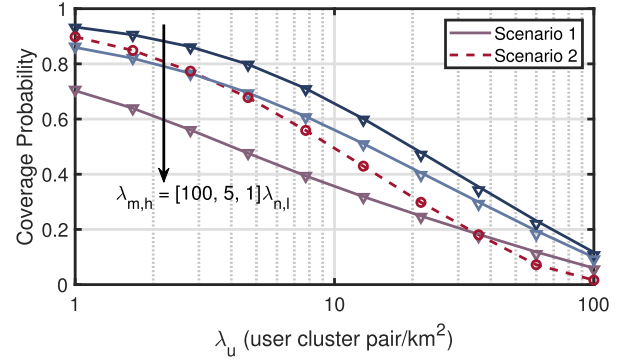 1
0.8
0.6
0.4
0.2
0
Coverage Probability
Scenario 1
Scenario 2
λm,h = [100, 5, 1]λn,l
1
10
100
λu (user cluster pair/km²)